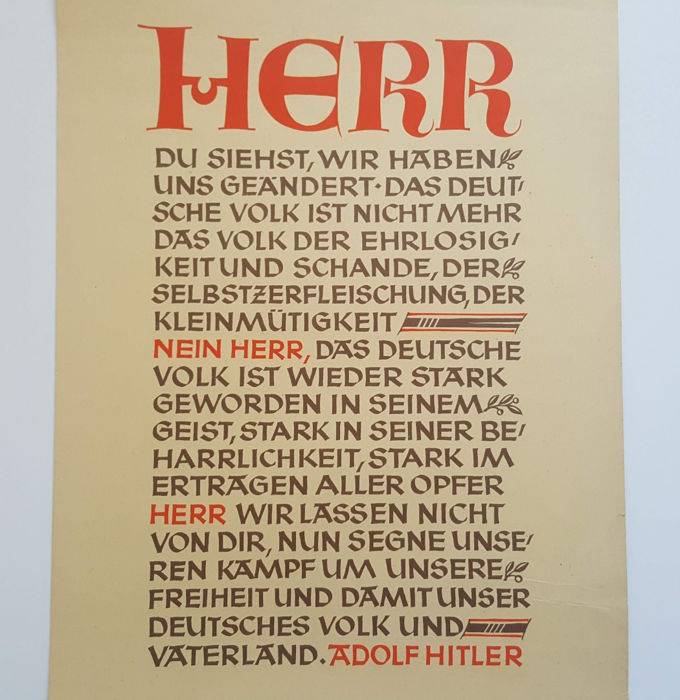 HERR
DU SIEHST, WIR HABEN
UNS GEÄNDERT · DAS DEUT-
SCHE VOLK IST NICHT MEHR
DAS VOLK DER EHRLOSIG-
KEIT UND SCHANDE, DER
SELBSTZERFLEISCHUNG, DER
KLEINMÜTIGKEIT
NEIN HERR, DAS DEUTSCHE
VOLK IST WIEDER STARK
GEWORDEN IN SEINEM
GEIST, STARK IN SEINER BE-
HARRLICHKEIT, STARK IM
ERTRAGEN ALLER OPFER
HERR WIR LASSEN NICHT
VON DIR, NUN SEGNE UNSE-
REN KAMPF UM UNSERE
FREIHEIT UND DAMIT UNSER
DEUTSCHES VOLK UND
VATERLAND · ADOLF HITLER